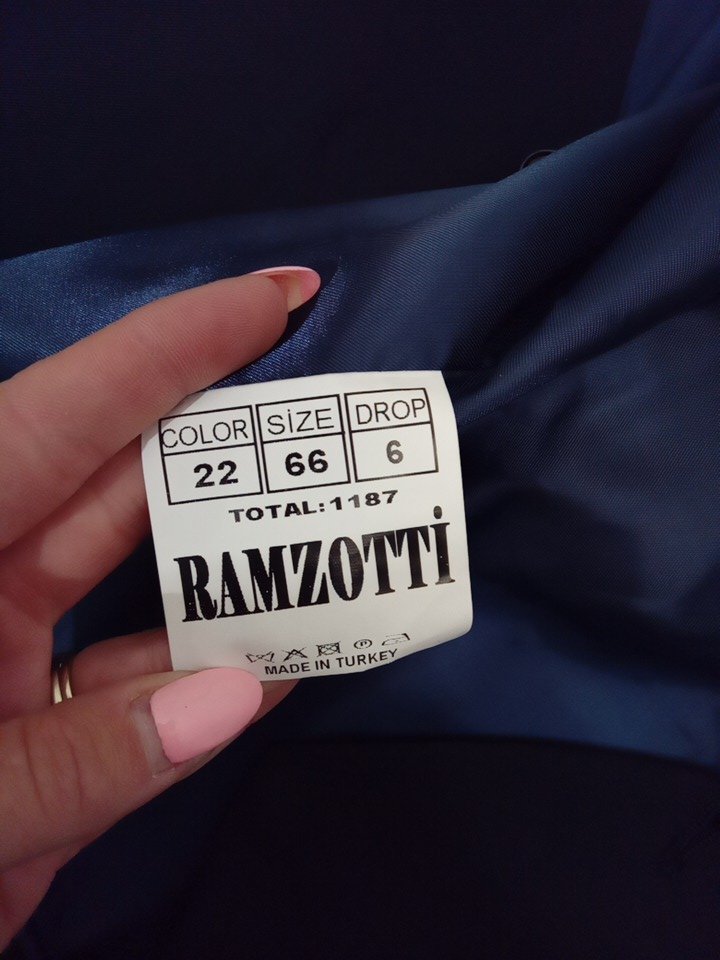 COLOR SİZE DROP
22 66 6
TOTAL:1187
RAMZOTTİ
MADE IN TURKEY